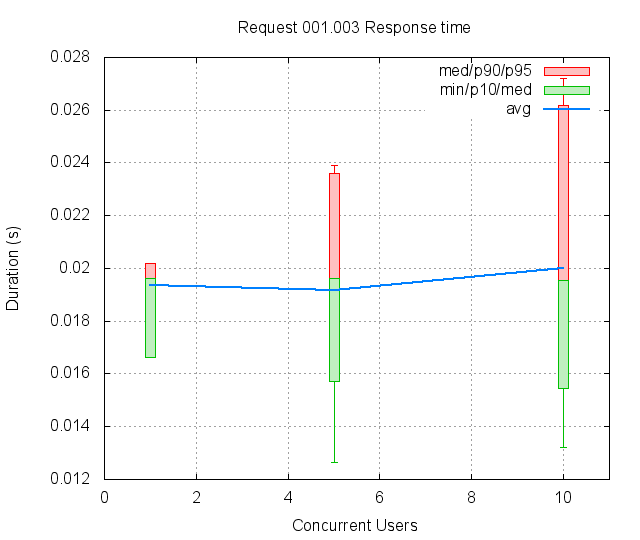 Request 001.003 Response time
med/p90/p95
min/p10/med
avg
Duration (s)
0.028
0.026
0.024
0.022
0.02
0.018
0.016
0.014
0.012
0 2 4 6 8 10
Concurrent Users